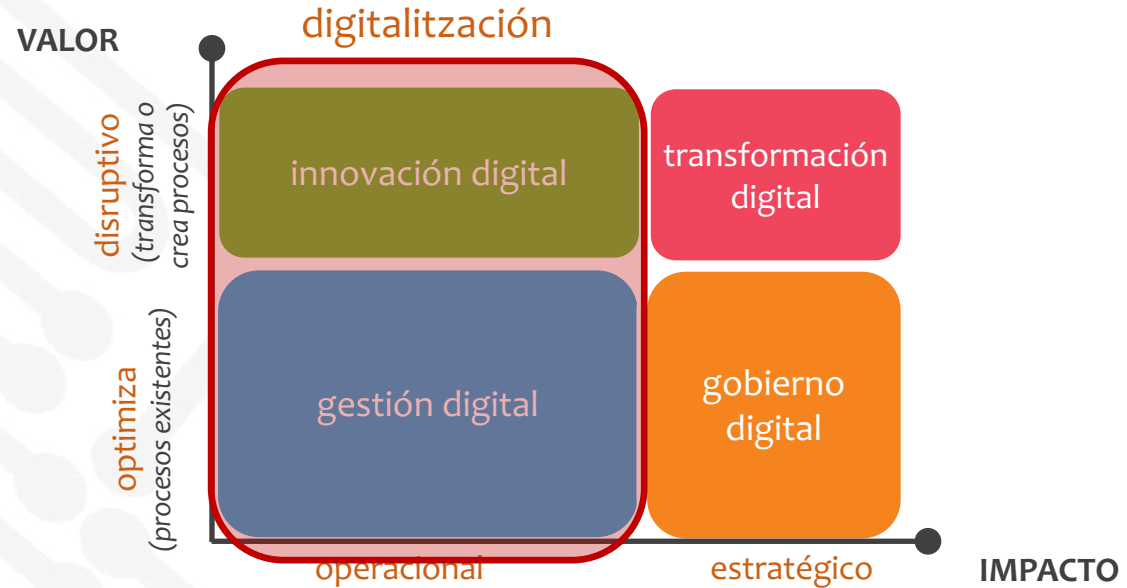 digitalitzación
VALOR
disruptivo
(transforma o
crea procesos)
innovación digital
transformación
digital
optimiza
(procesos existentes)
gestión digital
gobierno
digital
operacional
estratégico
IMPACTO